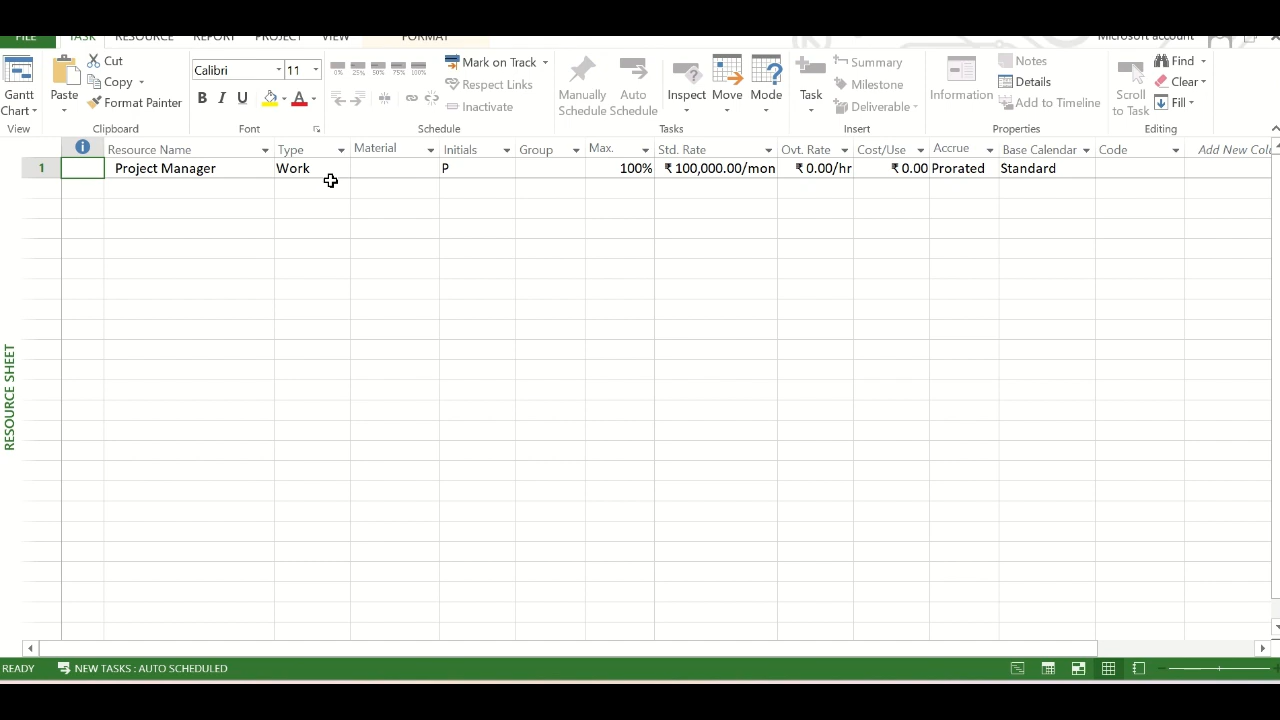 FILE TASK RESOURCE REPORT PROJECT VIEW FORMAT Microsoft account
Gantt Chart
View
Paste
Cut
Copy
Format Painter
Clipboard
Calibri 11
B I U A
Font
0% 25% 50% 75% 100%
Mark on Track
Respect Links
Inactivate
Schedule
Manually Schedule
Auto Schedule
Inspect
Move
Mode
Tasks
Task
Summary
Milestone
Deliverable
Insert
Information
Notes
Details
Add to Timeline
Properties
Scroll to Task
Find
Clear
Fill
Editing
Resource Name Type Material Initials Group Max. Std. Rate Ovt. Rate Cost/Use Accrue Base Calendar Code Add New Colu
1 Project Manager Work P 100% ₹ 100,000.00/mon ₹ 0.00/hr ₹ 0.00 Prorated Standard
RESOURCE SHEET
READY NEW TASKS : AUTO SCHEDULED